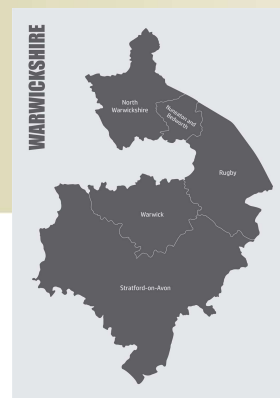 WARWICKSHIRE
North
Warwickshire
Nuneaton and
Bedworth
Rugby
Warwick
Stratford-on-Avon